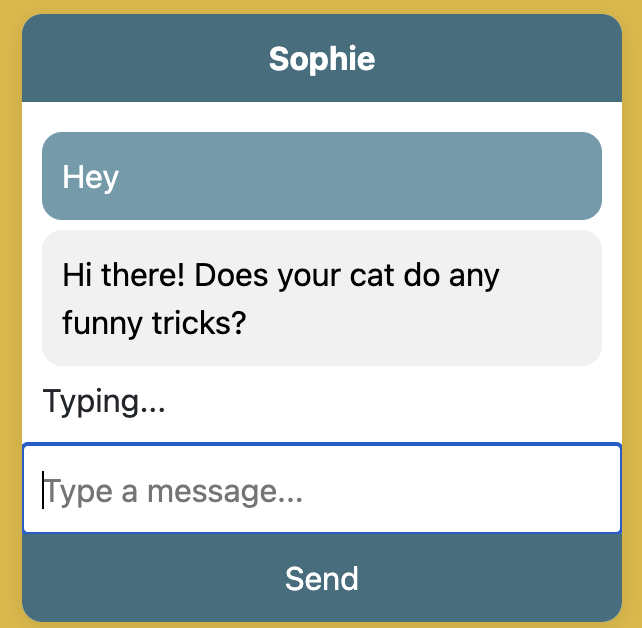 Sophie
Hey
Hi there! Does your cat do any
funny tricks?
Typing...
Type a message...
Send